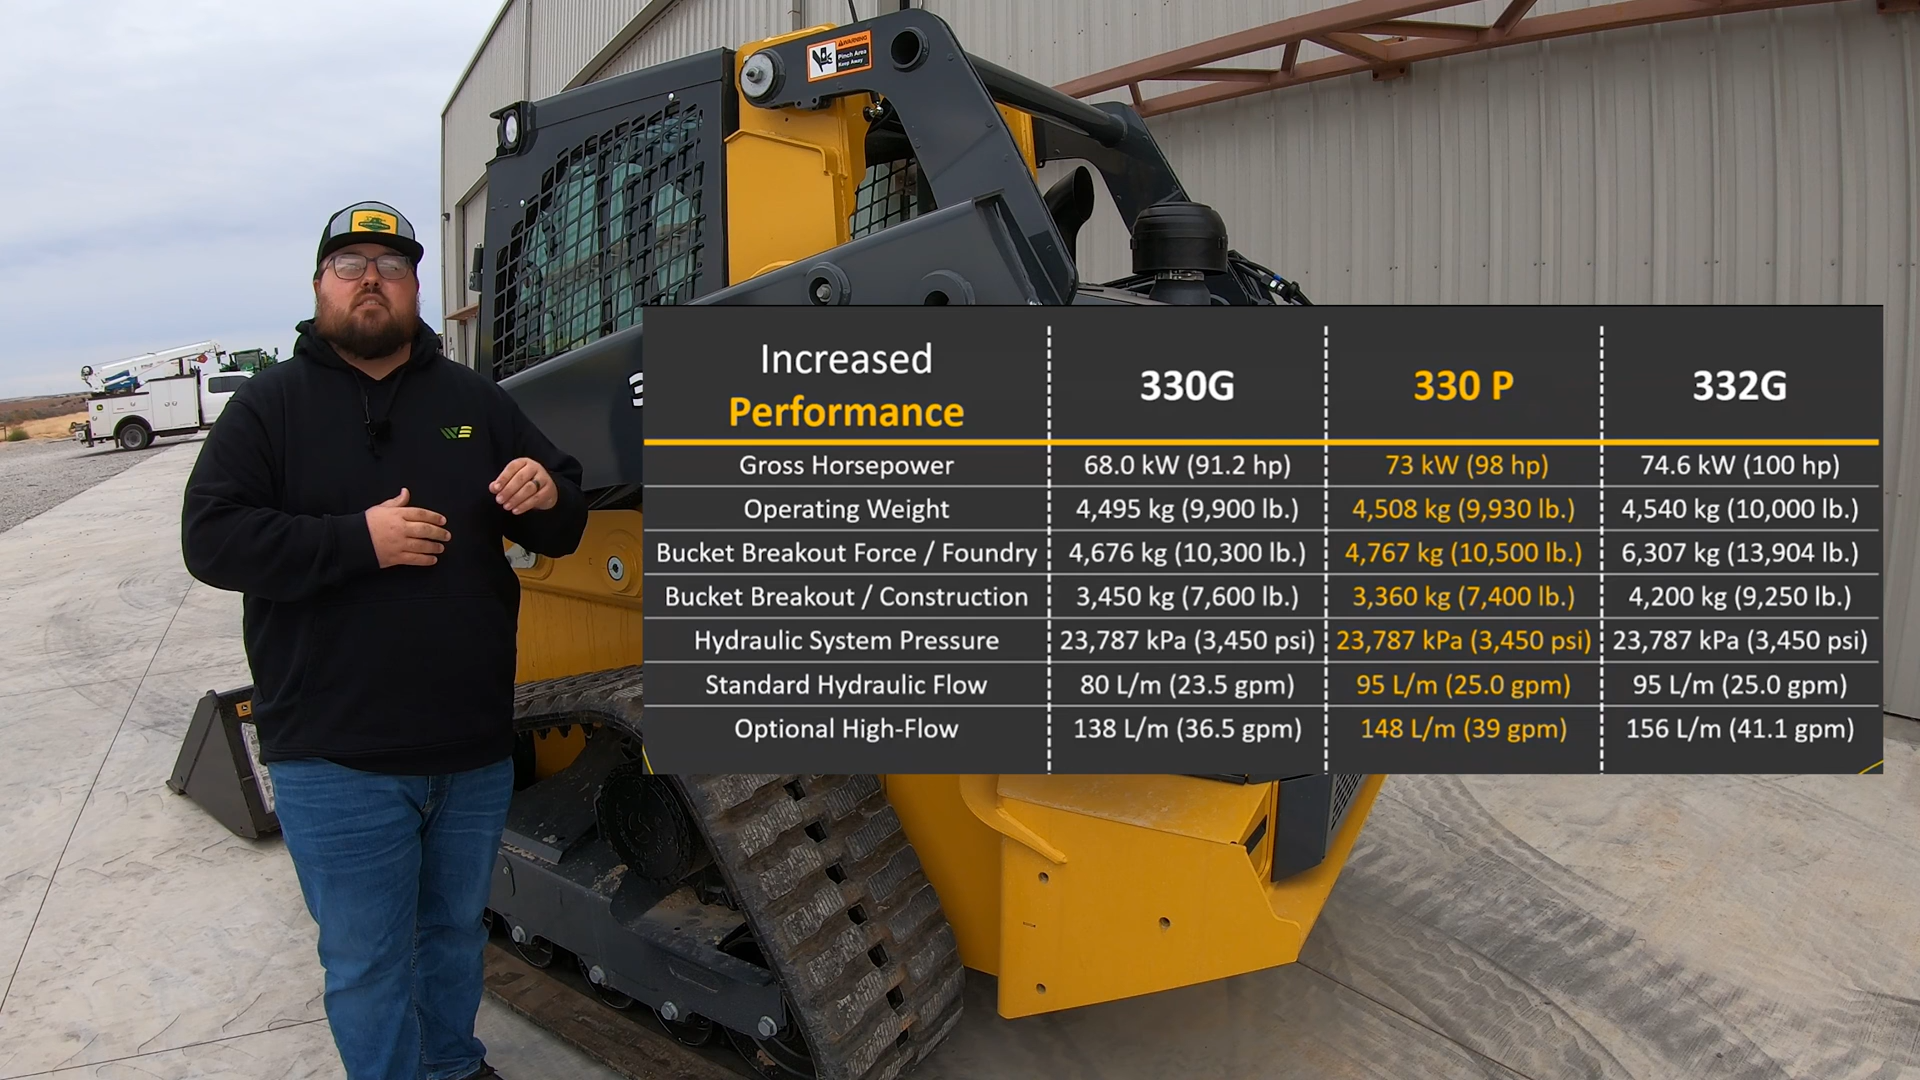 WARNING
Pinch Area
Keep Away
3
Increased
Performance
330G
330 P
332G
Gross Horsepower
68.0 kW (91.2 hp)
73 kW (98 hp)
74.6 kW (100 hp)
Operating Weight
4,495 kg (9,900 lb.)
4,508 kg (9,930 lb.)
4,540 kg (10,000 lb.)
Bucket Breakout Force / Foundry
4,676 kg (10,300 lb.)
4,767 kg (10,500 lb.)
6,307 kg (13,904 lb.)
Bucket Breakout / Construction
3,450 kg (7,600 lb.)
3,360 kg (7,400 lb.)
4,200 kg (9,250 lb.)
Hydraulic System Pressure
23,787 kPa (3,450 psi)
23,787 kPa (3,450 psi)
23,787 kPa (3,450 psi)
Standard Hydraulic Flow
80 L/m (23.5 gpm)
95 L/m (25.0 gpm)
95 L/m (25.0 gpm)
Optional High-Flow
138 L/m (36.5 gpm)
148 L/m (39 gpm)
156 L/m (41.1 gpm)